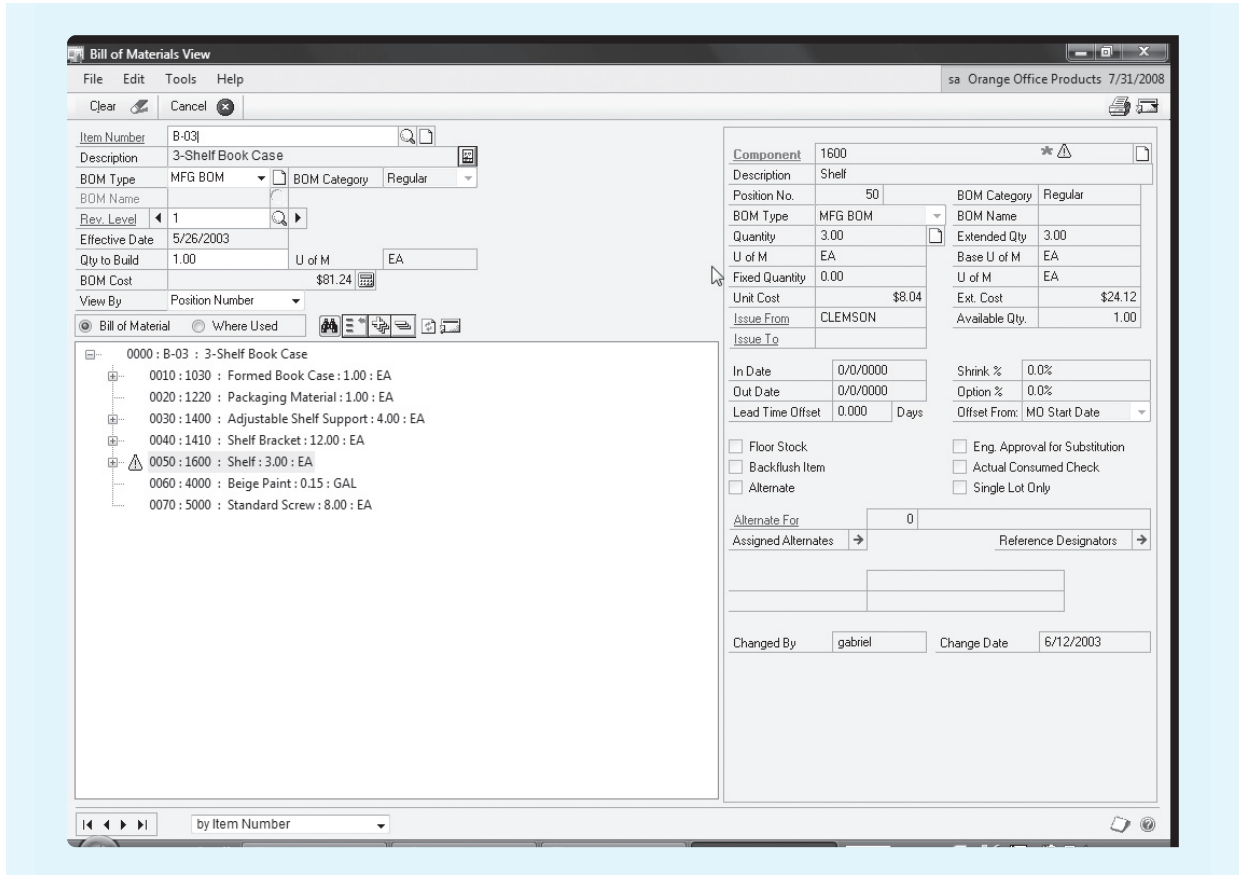 Bill of Materials View
File Edit Tools Help
sa Orange Office Products 7/31/2008
Clear Cancel
Item Number B-03
Description 3-Shelf Book Case
BOM Type MFG BOM BOM Category Regular
BOM Name
Rev. Level 1
Effective Date 5/26/2003
Qty to Build 1.00 U of M EA
BOM Cost $81.24
View By Position Number
Bill of Material Where Used
0000 : B-03 : 3-Shelf Book Case
0010 : 1030 : Formed Book Case : 1.00 : EA
0020 : 1220 : Packaging Material : 1.00 : EA
0030 : 1400 : Adjustable Shelf Support : 4.00 : EA
0040 : 1410 : Shelf Bracket : 12.00 : EA
0050 : 1600 : Shelf : 3.00 : EA
0060 : 4000 : Beige Paint : 0.15 : GAL
0070 : 5000 : Standard Screw : 8.00 : EA
Component 1600
Description Shelf
Position No. 50 BOM Category Regular
BOM Type MFG BOM BOM Name
Quantity 3.00 Extended Qty 3.00
U of M EA Base U of M EA
Fixed Quantity 0.00 U of M EA
Unit Cost $8.04 Ext. Cost $24.12
Issue From CLEMSON Available Qty. 1.00
Issue To
In Date 0/0/0000 Shrink % 0.0%
Out Date 0/0/0000 Option % 0.0%
Lead Time Offset 0.000 Days Offset From: MO Start Date
Floor Stock Eng. Approval for Substitution
Backflush Item Actual Consumed Check
Alternate Single Lot Only
Alternate For 0
Assigned Alternates Reference Designators
Changed By gabriel Change Date 6/12/2003
by Item Number